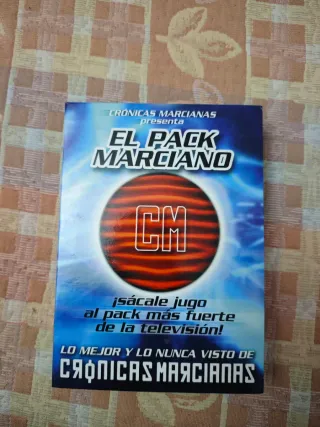 CRÓNICAS MARCIANAS
presenta
EL PACK
MARCIANO
CM
¡sácale jugo
al pack más fuerte
de la televisión!
LO MEJOR Y LO NUNCA VISTO DE
CRÓNICAS MARCIANAS